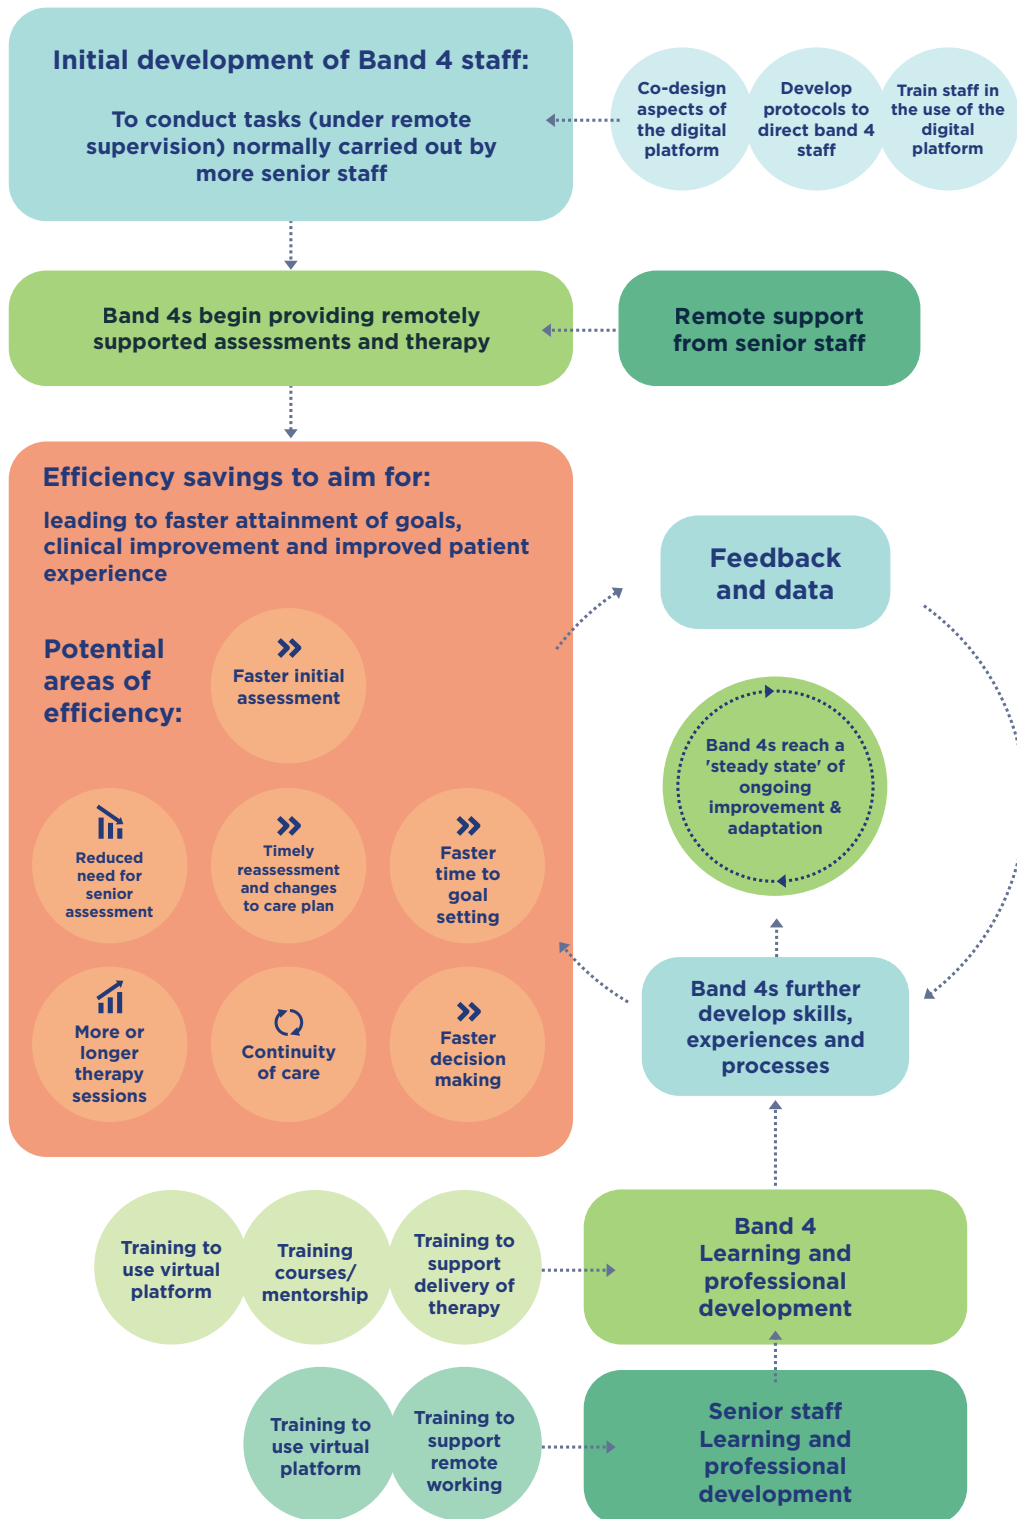 Initial development of Band 4 staff:
To conduct tasks (under remote
supervision) normally carried out by
more senior staff
Co-design
aspects of
the digital
platform
Develop
protocols to
direct band 4
staff
Train staff in
the use of the
digital
platform
Band 4s begin providing remotely
supported assessments and therapy
Remote support
from senior staff
Efficiency savings to aim for:
leading to faster attainment of goals,
clinical improvement and improved patient
experience
Potential
areas of
efficiency:
Faster initial
assessment
Reduced
need for
senior
assessment
Timely
reassessment
and changes
to care plan
Faster
time to
goal
setting
More or
longer
therapy
sessions
Continuity
of care
Faster
decision
making
Feedback
and data
Band 4s reach a
'steady state' of
ongoing
improvement &
adaptation
Band 4s further
develop skills,
experiences and
processes
Training to
use virtual
platform
Training
courses/
mentorship
Training to
support
delivery of
therapy
Band 4
Learning and
professional
development
Training to
use virtual
platform
Training to
support
remote
working
Senior staff
Learning and
professional
development